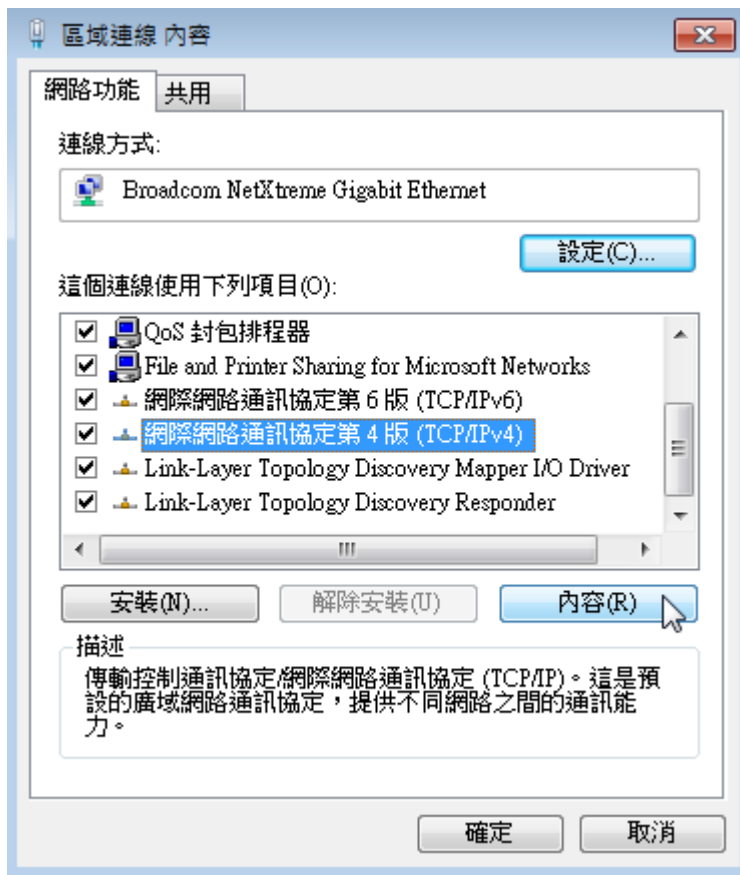 區域連線 內容
網路功能 共用
連線方式:
Broadcom NetXtreme Gigabit Ethernet
設定(C)...
這個連線使用下列項目(O):
QoS 封包排程器
File and Printer Sharing for Microsoft Networks
網際網路通訊協定第 6 版 (TCP/IPv6)
網際網路通訊協定第 4 版 (TCP/IPv4)
Link-Layer Topology Discovery Mapper I/O Driver
Link-Layer Topology Discovery Responder
安裝(N)... 解除安裝(U) 內容(R)
描述
傳輸控制通訊協定/網際網路通訊協定 (TCP/IP)。這是預
設的廣域網路通訊協定，提供不同網路之間的通訊能
力。
確定 取消